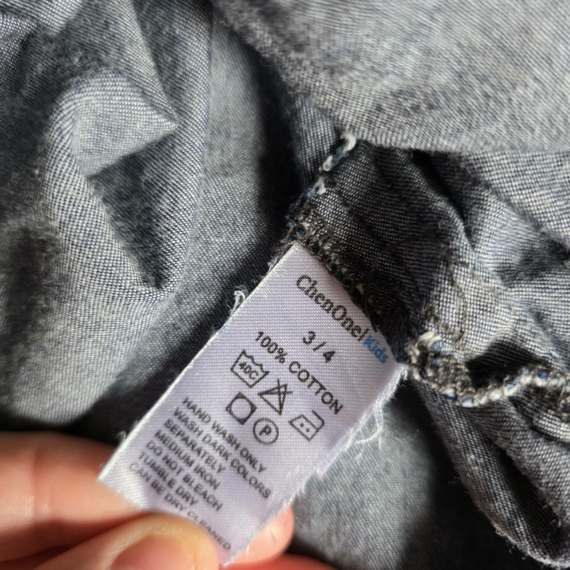 ChenOne Kids
3/4
100% COTTON
40C
P
HAND WASH ONLY
WASH DARK COLORS
SEPARATELY
MEDIUM IRON
DO NOT BLEACH
TUMBLE DRY
CAN BE DRY CLEANED